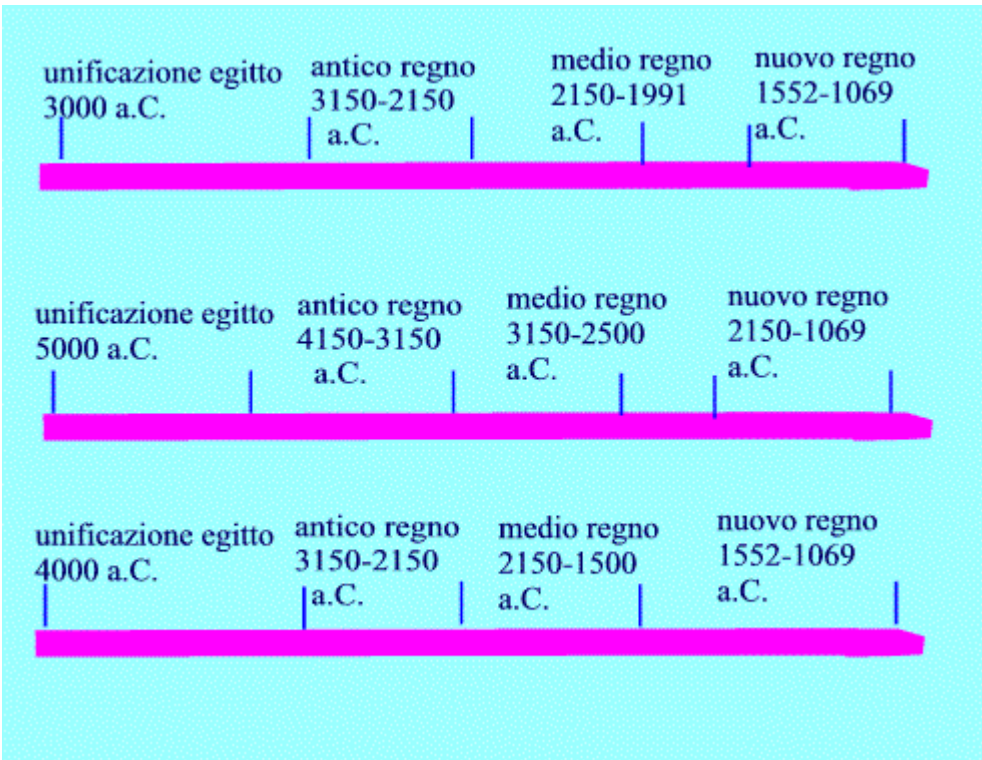 unificazione egitto
3000 a.C.
antico regno
3150-2150
a.C.
medio regno
2150-1991
a.C.
nuovo regno
1552-1069
a.C.
unificazione egitto
5000 a.C.
antico regno
4150-3150
a.C.
medio regno
3150-2500
a.C.
nuovo regno
2150-1069
a.C.
unificazione egitto
4000 a.C.
antico regno
3150-2150
a.C.
medio regno
2150-1500
a.C.
nuovo regno
1552-1069
a.C.